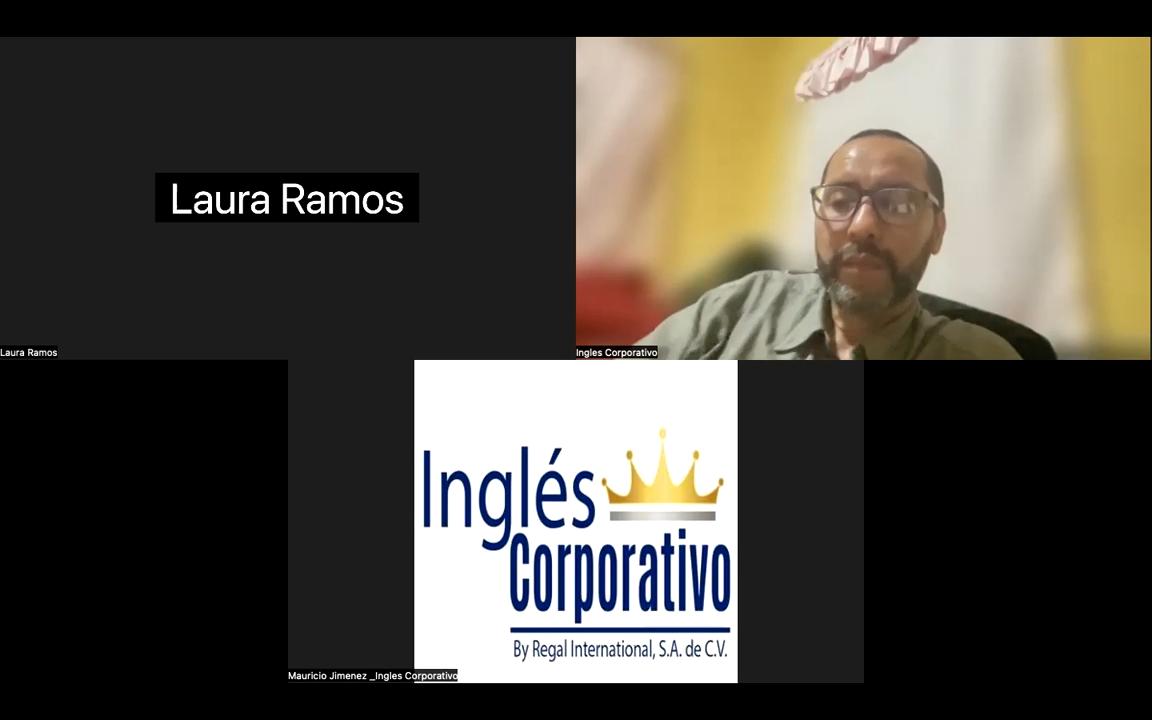 Laura Ramos
Laura Ramos
Ingles Corporativo
Inglés
Corporativo
By Regal International, S.A. de C.V.
Mauricio Jimenez _Ingles Corporativo